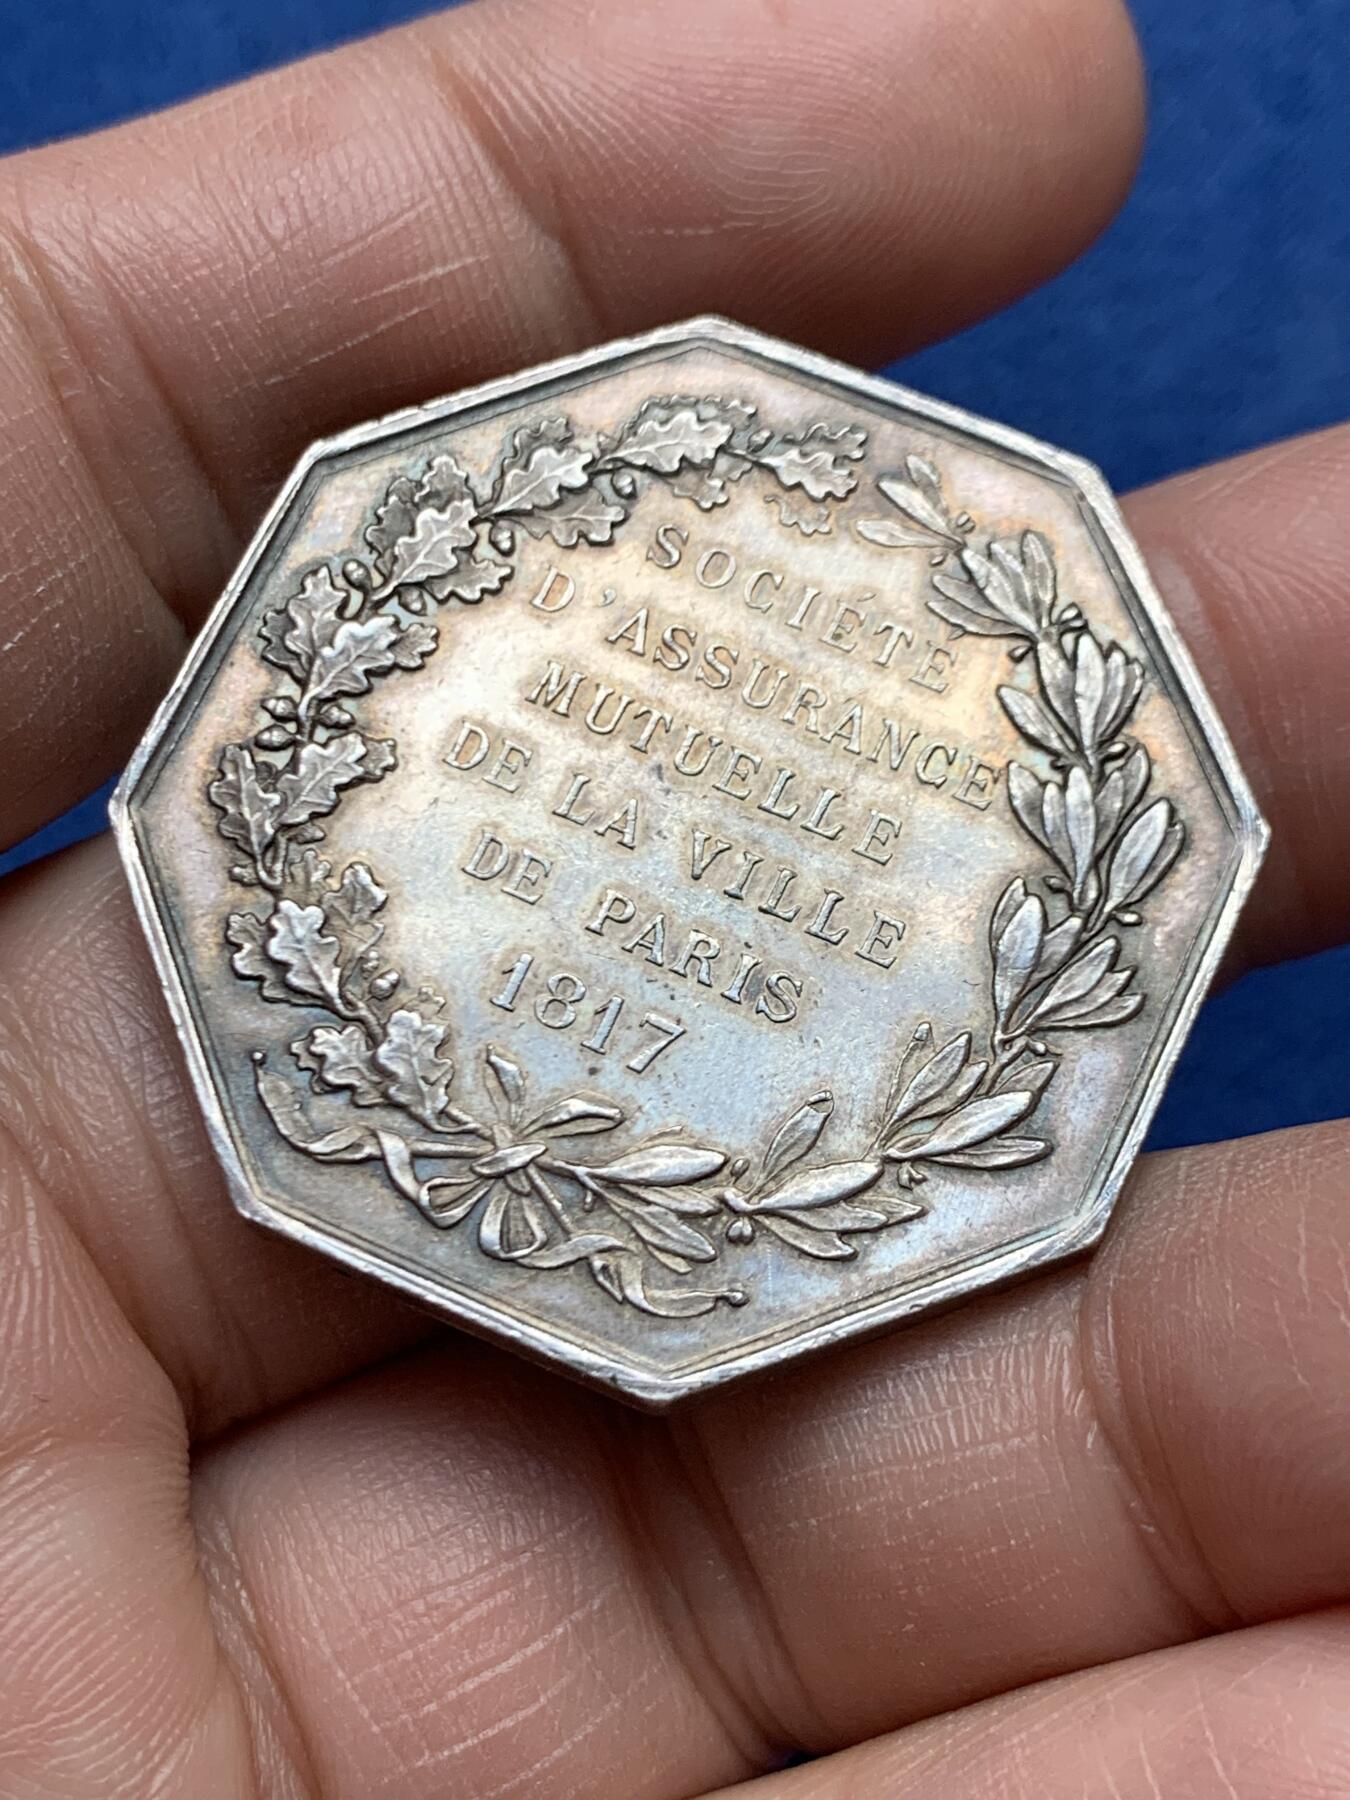 SOCIÉTÉ
D'ASSURANCE
MUTUELLE
DE LA VILLE
DE PARIS
1817